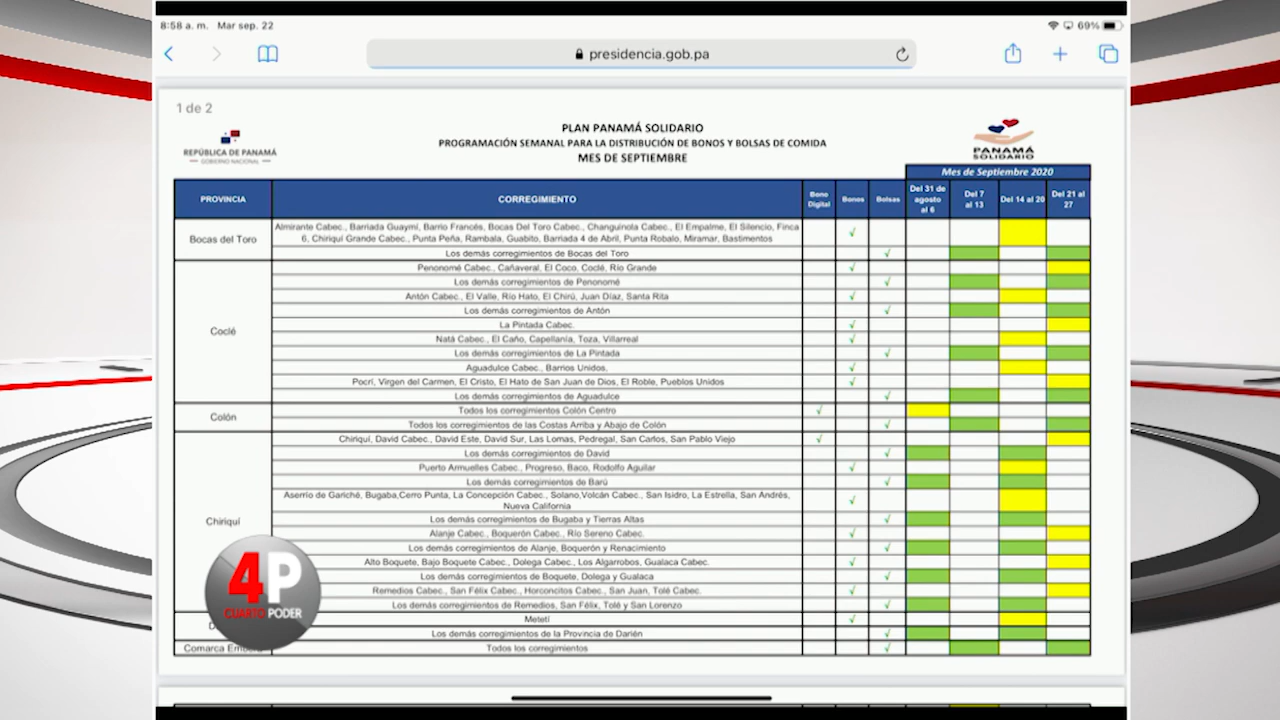 8:58 a. m. Mar sep. 22
69%
presidencia.gob.pa
1 de 2
REPÚBLICA DE PANAMÁ
GOBIERNO NACIONAL
PLAN PANAMÁ SOLIDARIO
PROGRAMACIÓN SEMANAL PARA LA DISTRIBUCIÓN DE BONOS Y BOLSAS DE COMIDA
MES DE SEPTIEMBRE
PANAMÁ
SOLIDARIO
Mes de Septiembre 2020
PROVINCIA CORREGIMIENTO Bono Digital Bonos Bolsas Del 31 de agosto al 6 Del 7 al 13 Del 14 al 20 Del 21 al 27
Bocas del Toro
Almirante Cabec., Barriada Guaymí, Barrio Francés, Bocas Del Toro Cabec., Changuinola Cabec., El Empalme, El Silencio, Finca
6, Chiriquí Grande Cabec., Punta Peña, Rambala, Guabito, Barriada 4 de Abril, Punta Robalo, Miramar, Bastimentos √
Los demás corregimientos de Bocas del Toro √
Coclé
Penonomé Cabec., Cañaveral, El Coco, Coclé, Río Grande √
Los demás corregimientos de Penonomé √
Antón Cabec., El Valle, Río Hato, El Chirú, Juan Díaz, Santa Rita √
Los demás corregimientos de Antón √
La Pintada Cabec. √
Natá Cabec., El Caño, Capellanía, Toza, Villarreal √
Los demás corregimientos de La Pintada √
Aguadulce Cabec., Barrios Unidos. √
Pocrí, Virgen del Carmen, El Cristo, El Hato de San Juan de Dios, El Roble, Pueblos Unidos √
Los demás corregimientos de Aguadulce √
Colón
Todos los corregimientos Colón Centro √
Todos los corregimientos de las Costas Arriba y Abajo de Colón √
Chiriquí
Chiriquí, David Cabec., David Este, David Sur, Las Lomas, Pedregal, San Carlos, San Pablo Viejo √
Los demás corregimientos de David √
Puerto Armuelles Cabec., Progreso, Baco, Rodolfo Aguilar √
Los demás corregimientos de Barú √
Aserrío de Gariché, Bugaba,Cerro Punta, La Concepción Cabec., Solano,Volcán Cabec., San Isidro, La Estrella, San Andrés,
Nueva California √
Los demás corregimientos de Bugaba y Tierras Altas √
Alanje Cabec., Boquerón Cabec., Río Sereno Cabec. √
Los demás corregimientos de Alanje, Boquerón y Renacimiento √
Alto Boquete, Bajo Boquete Cabec., Dolega Cabec., Los Algarrobos, Gualaca Cabec. √
Los demás corregimientos de Boquete, Dolega y Gualaca √
Remedios Cabec., San Félix Cabec., Horconcitos Cabec., San Juan, Tolé Cabec. √
Los demás corregimientos de Remedios, San Félix, Tolé y San Lorenzo √
Metetí √
Los demás corregimientos de la Provincia de Darién √
Comarca
Todos los corregimientos √
4P
CUARTO PODER